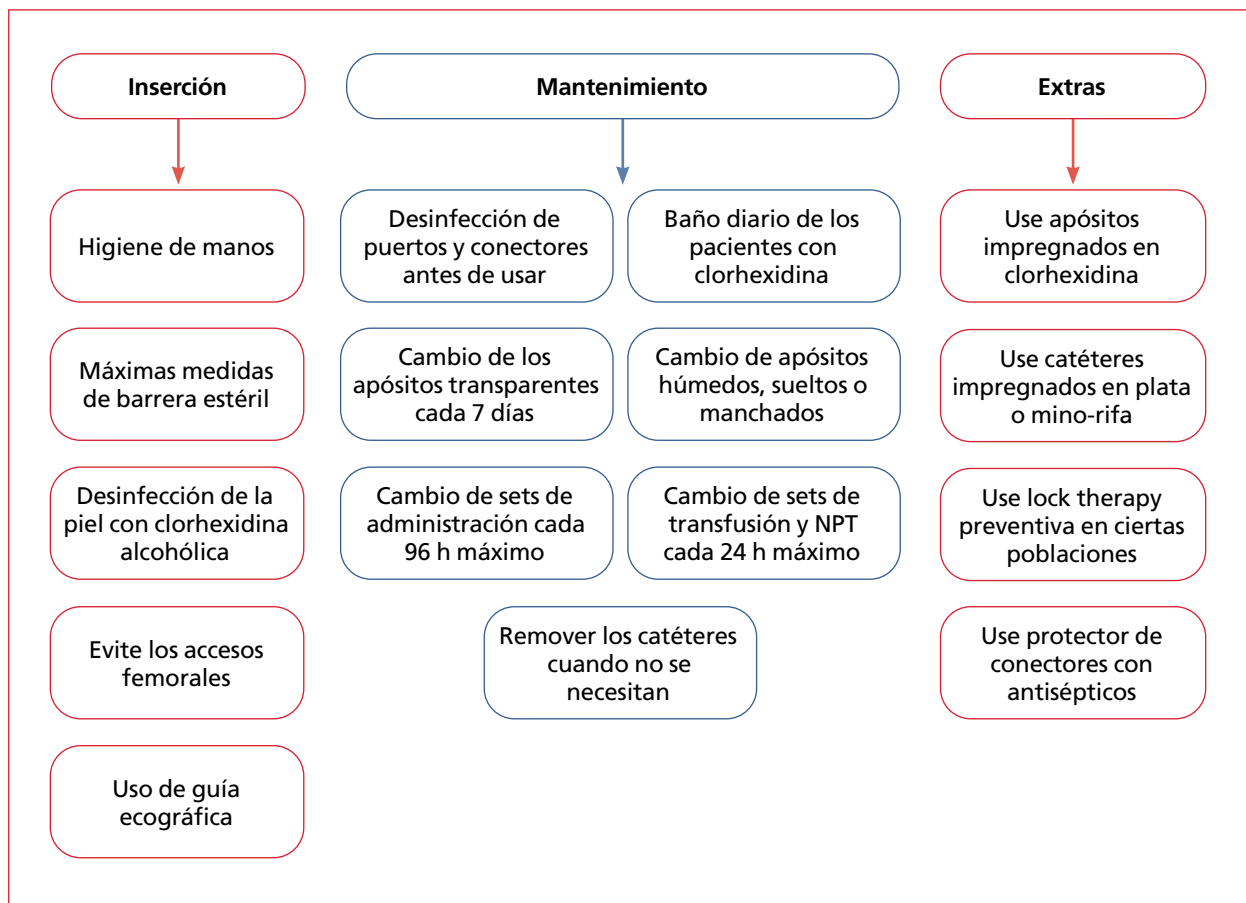 Inserción
Higiene de manos
Máximas medidas
de barrera estéril
Desinfección de la
piel con clorhexidina
alcohólica
Evite los accesos
femorales
Uso de guía
ecográfica
Mantenimiento
Desinfección de
puertos y conectores
antes de usar
Baño diario de los
pacientes con
clorhexidina
Cambio de los
apósitos transparentes
cada 7 días
Cambio de apósitos
húmedos, sueltos o
manchados
Cambio de sets de
administración cada
96 h máximo
Cambio de sets de
transfusión y NPT
cada 24 h máximo
Remover los catéteres
cuando no se
necesitan
Extras
Use apósitos
impregnados en
clorhexidina
Use catéteres
impregnados en plata
o mino-rifa
Use lock therapy
preventiva en ciertas
poblaciones
Use protector de
conectores con
antisépticos